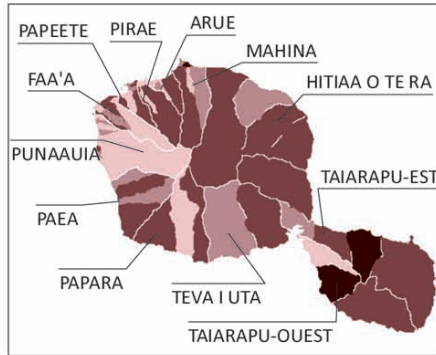 ARUE
PIRAE
PAPEETE
MAHINA
FAA'A
HITIAA O TE RA
PUNAAUIA
TAIARAPU-EST
PAEA
PAPARA
TEVA I UTA
TAIARAPU-OUEST